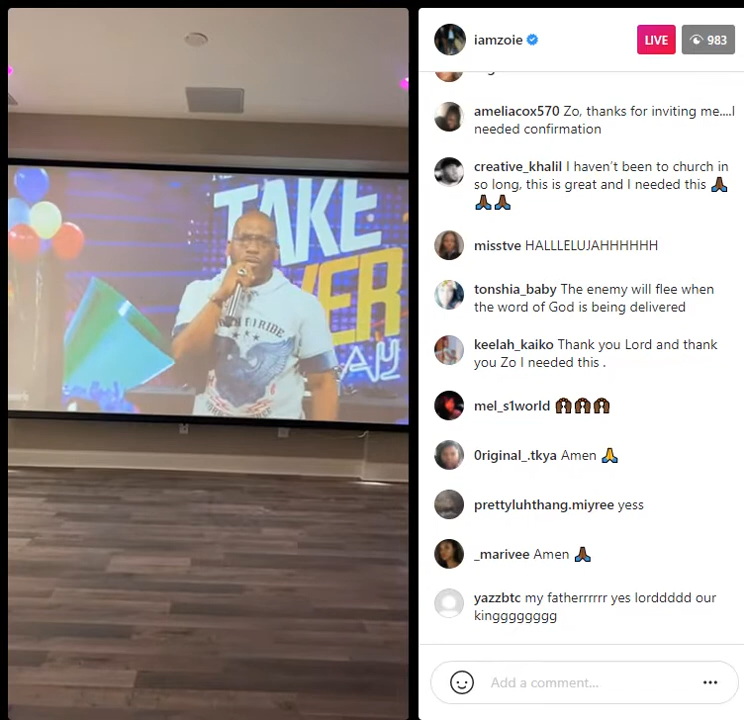 TAKE
VER
iamzoie
LIVE
983
ameliacox570 Zo, thanks for inviting me....I
needed confirmation
creative_khalil I haven't been to church in
so long, this is great and I needed this 🙏🏾
🙏🏾🙏🏾
misstve HALLLELUJAHHHHHH
tonshia_baby The enemy will flee when
the word of God is being delivered
keelah_kaiko Thank you Lord and thank
you Zo I needed this .
mel_s1world 🙆🏾‍♀️🙆🏾‍♀️🙆🏾‍♀️
0riginal_.tkya Amen 🙏
prettyluhthang.miyree yess
_marivee Amen 🙏🏾
yazzbtc my fatherrrrrr yes lorddddd our
kingggggggg
Add a comment...